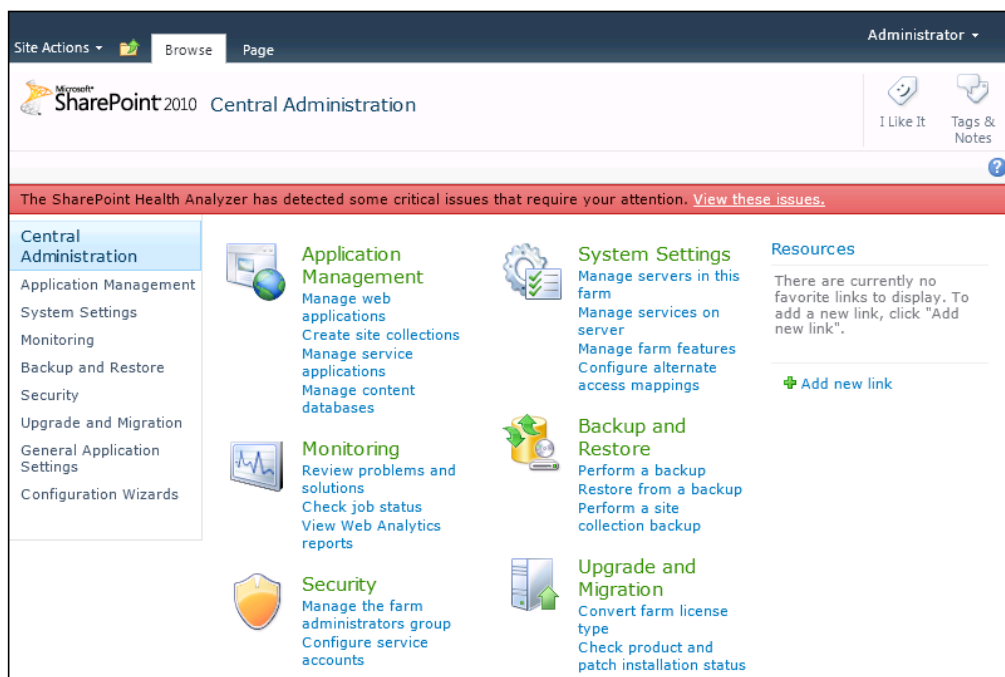 Administrator
Site Actions
Browse
Page
Microsoft®
SharePoint 2010 Central Administration
I Like It
Tags &
Notes
?
The SharePoint Health Analyzer has detected some critical issues that require your attention. View these issues.
Central
Administration
Application Management
System Settings
Monitoring
Backup and Restore
Security
Upgrade and Migration
General Application
Settings
Configuration Wizards
Application
Management
Manage web
applications
Create site collections
Manage service
applications
Manage content
databases
Monitoring
Review problems and
solutions
Check job status
View Web Analytics
reports
Security
Manage the farm
administrators group
Configure service
accounts
System Settings
Manage servers in this
farm
Manage services on
server
Manage farm features
Configure alternate
access mappings
Backup and
Restore
Perform a backup
Restore from a backup
Perform a site
collection backup
Upgrade and
Migration
Convert farm license
type
Check product and
patch installation status
Resources
There are currently no
favorite links to display. To
add a new link, click "Add
new link".
Add new link